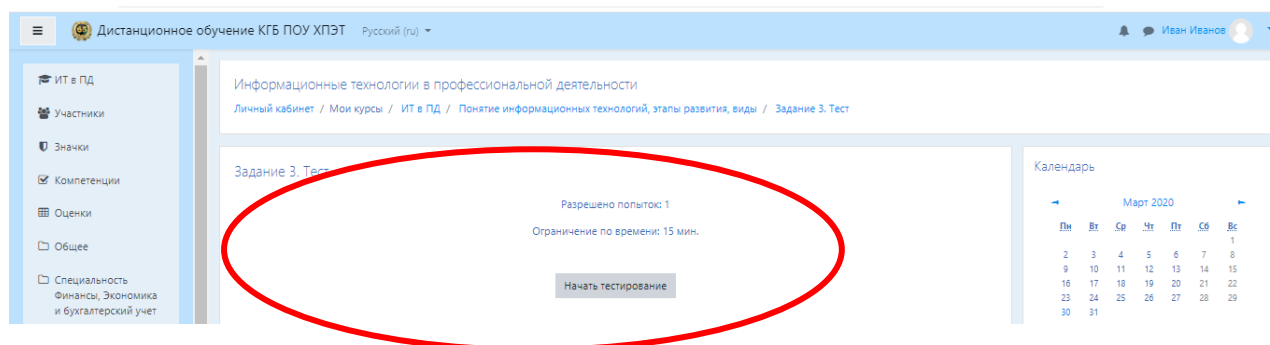 Дистанционное обучение КГБ ПОУ ХПЭТ Русский (ru)
Иван Иванов
ИТ в ПД
Участники
Значки
Компетенции
Оценки
Общее
Специальность
Финансы, Экономика
и бухгалтерский учет
Информационные технологии в профессиональной деятельности
Личный кабинет / Мои курсы / ИТ в ПД / Понятие информационных технологий, этапы развития, виды / Задание 3. Тест
Задание 3. Тест
Разрешено попыток: 1
Ограничение по времени: 15 мин.
Начать тестирование
Календарь
Март 2020
Пн Вт Ср Чт Пт Сб Вс
1
2 3 4 5 6 7 8
9 10 11 12 13 14 15
16 17 18 19 20 21 22
23 24 25 26 27 28 29
30 31